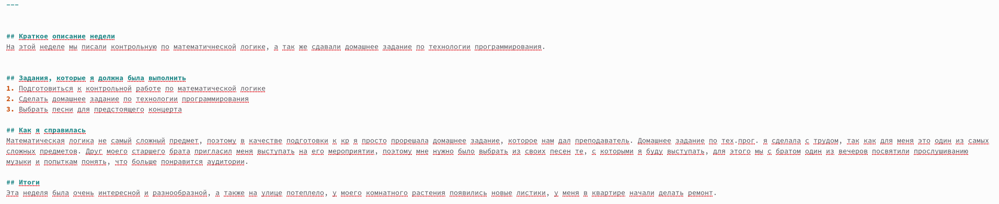 ---
## Краткое описание недели
На этой неделе мы писали контрольную по математичнеской логике, а так же сдавали домашнее задание по технологии программирования.
## Задания, которые я должна была выполнить
1. Подготовиться к контрольной работе по математической логике
2. Сделать домашнее задание по технологии программирования
3. Выбрать песни для предстоящего концерта
## Как я справилась
Математическая логика не самый сложный предмет, поэтому в качестве подготовки к кр я просто прорешала домашнее задание, которое нам дал преподаватель. Домашнее задание по тех.прог. я сделала с трудом, так как для меня это один из самых
сложных предметов. Друг моего старшего брата пригласил меня выступать на его мероприятии, поэтому мне нужно было выбрать из своих песен те, с которыми я буду выступать, для этого мы с братом один из вечеров посвятили прослушиванию
музыки и попыткам понять, что больше понравится аудитории.
## Итоги
Эта неделя была очень интересной и разнообразной, а также на улице потеплело, у моего комнатного растения появились новые листики, у меня в квартире начали делать ремонт.